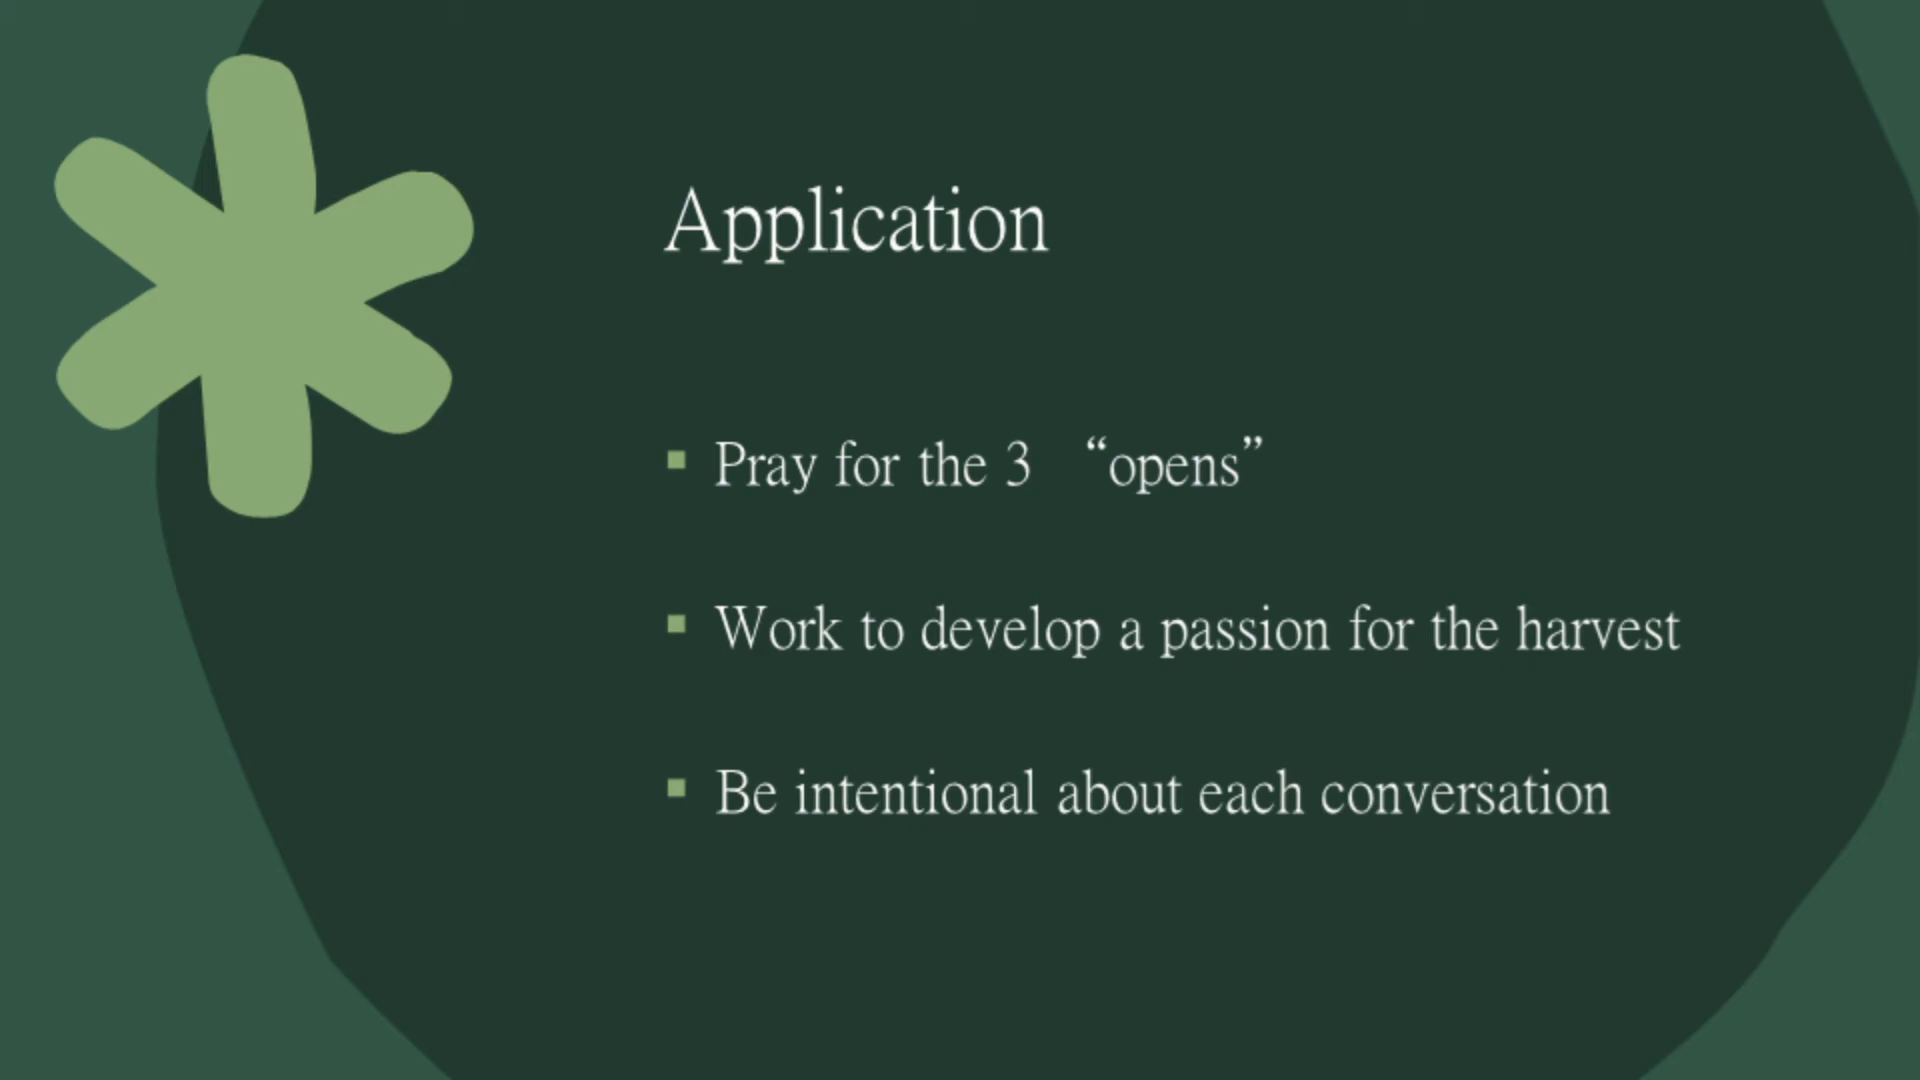 Application
Pray for the 3 “opens”
Work to develop a passion for the harvest
Be intentional about each conversation